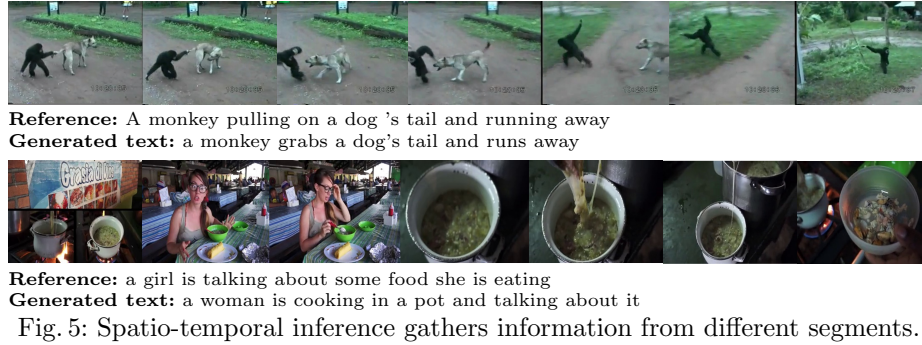 Reference: A monkey pulling on a dog 's tail and running away
Generated text: a monkey grabs a dog's tail and runs away
Reference: a girl is talking about some food she is eating
Generated text: a woman is cooking in a pot and talking about it
Fig. 5: Spatio-temporal inference gathers information from different segments.